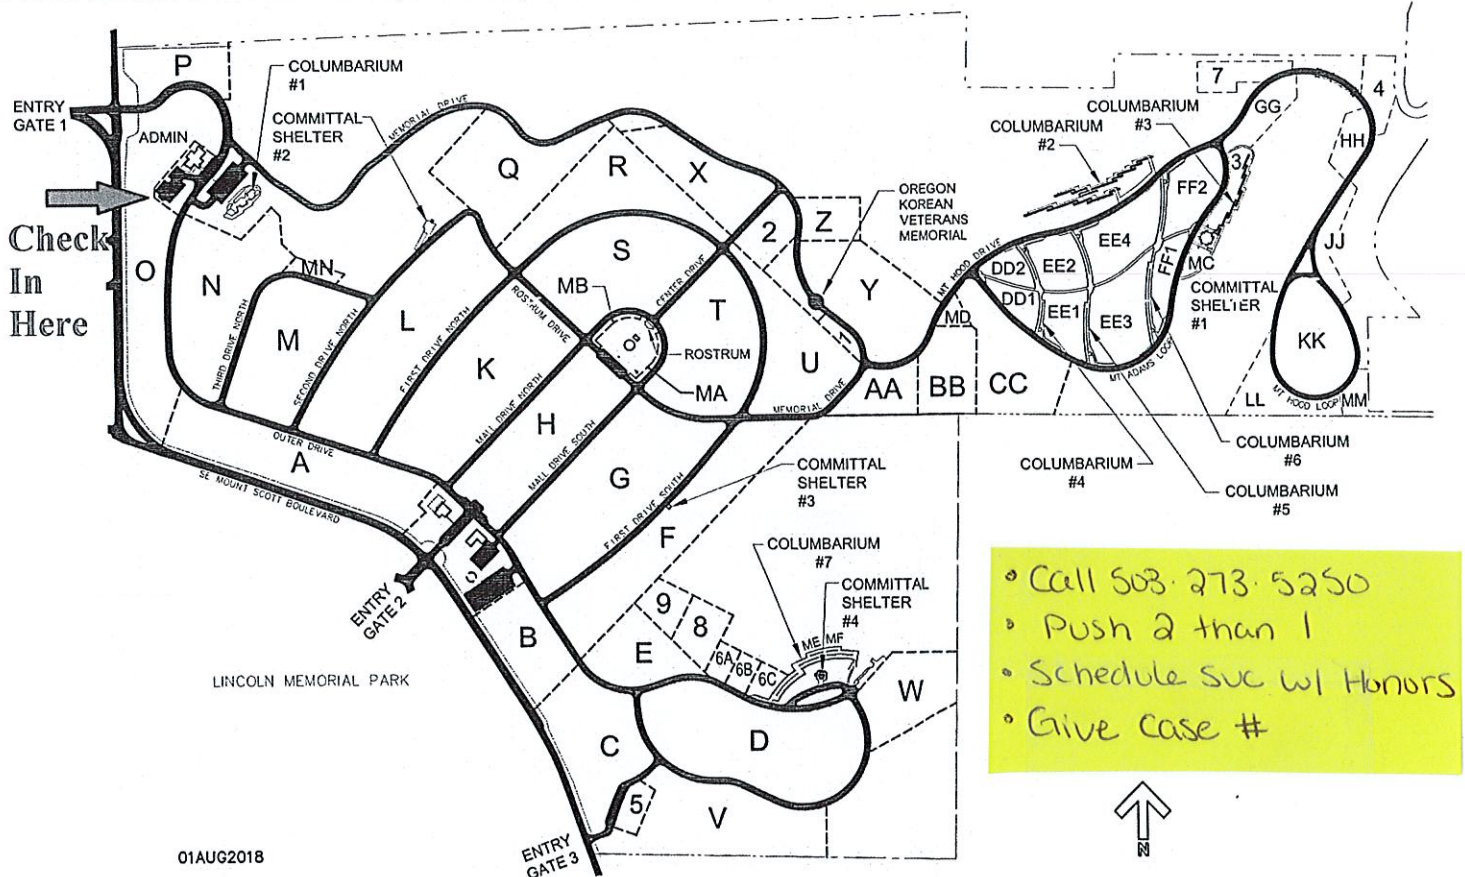 P
COLUMBARIUM
#1
ENTRY
GATE 1
COMMITTAL
SHELTER
#2
ADMIN
MEMORIAL DRIVE
Check
In
Here
O
N
MN
M
L
K
Q
R
X
S
MB
T
H
G
A
ROSTRUM
MA
THIRD DRIVE NORTH
SECOND DRIVE NORTH
FIRST DRIVE NORTH
ROSTRUM DRIVE
CENTER DRIVE
MALL DRIVE NORTH
MALL DRIVE SOUTH
FIRST DRIVE SOUTH
OUTER DRIVE
SE MOUNT SCOTT BOULEVARD
2
Z
OREGON
KOREAN
VETERANS
MEMORIAL
Y
U
MEMORIAL DRIVE
AA
BB
CC
MD
MT HOOD DRIVE
COLUMBARIUM
#2
COLUMBARIUM
#3
7
GG
4
HH
3
FF2
EE4
EE2
DD2
DD1
EE1
EE3
FF1
MC
COMMITTAL
SHELTER
#1
MT ADAMS LOOP
JJ
KK
LL
MT HOOD LOOP
MM
COLUMBARIUM
#6
COLUMBARIUM
#4
COLUMBARIUM
#5
COMMITTAL
SHELTER
#3
F
ENTRY
GATE 2
B
E
9
8
6A
6B
6C
COLUMBARIUM
#7
COMMITTAL
SHELTER
#4
ME MF
W
D
C
5
V
LINCOLN MEMORIAL PARK
ENTRY
GATE 3
01AUG2018
• Call 503·273·5250
• Push 2 than 1
• Schedule SVC w/ Honors
• Give Case #
N